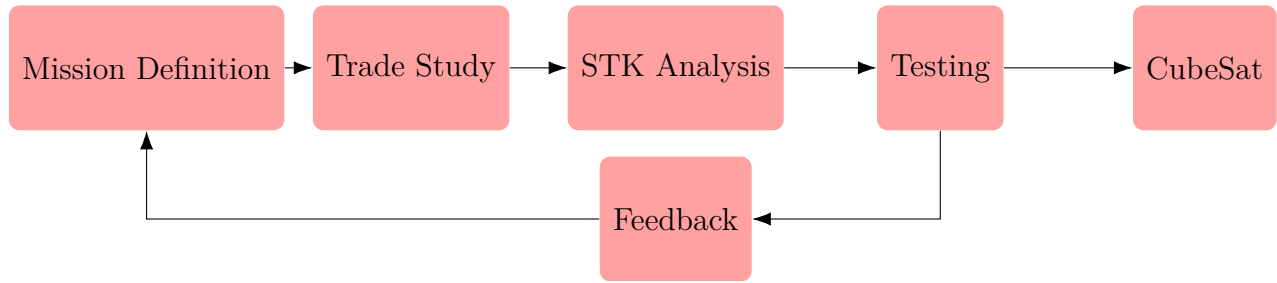 Mission Definition
Trade Study
STK Analysis
Testing
CubeSat
Feedback